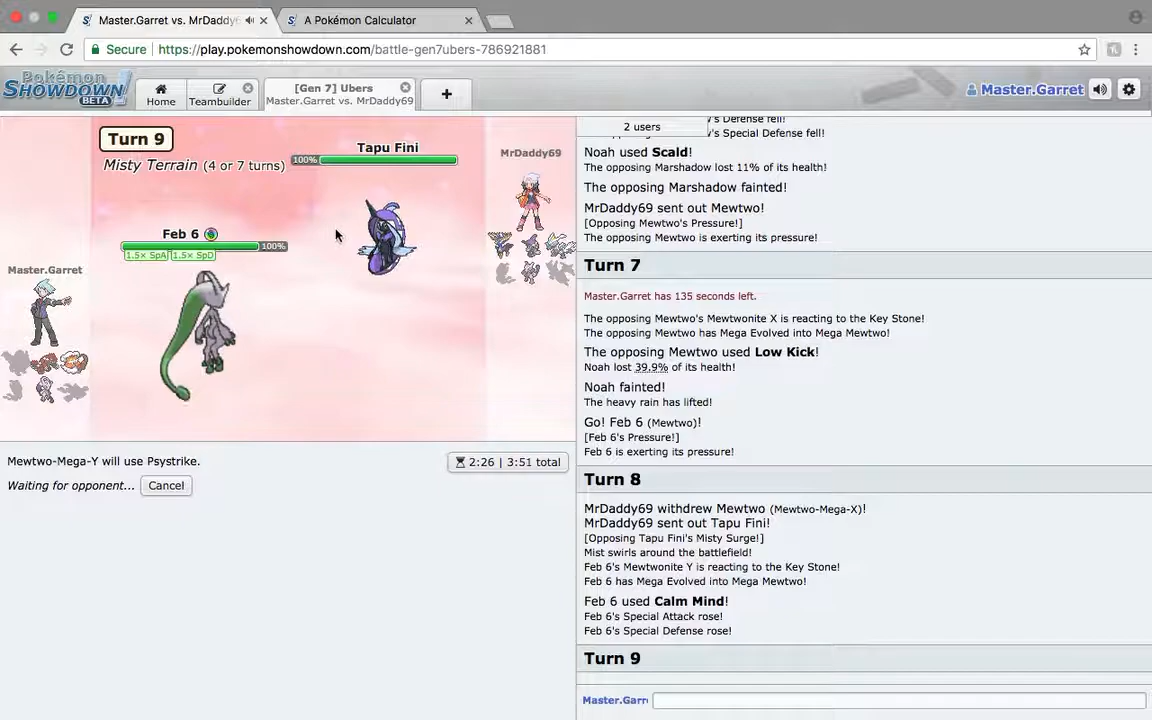 Master.Garret vs. MrDaddy6
A Pokémon Calculator
Secure
https://play.pokemonshowdown.com/battle-gen7ubers-786921881
Pokémon
SHOWDOWN!
BETA
Home
Teambuilder
[Gen 7] Ubers
Master.Garret vs. MrDaddy69
+
Master.Garret
Turn 9
Misty Terrain (4 or 7 turns)
Tapu Fini
100%
MrDaddy69
Feb 6
100%
1.5× SpA 1.5× SpD
Master.Garret
Mewtwo-Mega-Y will use Psystrike.
2:26 | 3:51 total
Waiting for opponent...
Cancel
2 users
's Defense fell!
's Special Defense fell!
Noah used Scald!
The opposing Marshadow lost 11% of its health!
The opposing Marshadow fainted!
MrDaddy69 sent out Mewtwo!
[Opposing Mewtwo's Pressure!]
The opposing Mewtwo is exerting its pressure!
Turn 7
Master.Garret has 135 seconds left.
The opposing Mewtwo's Mewtwonite X is reacting to the Key Stone!
The opposing Mewtwo has Mega Evolved into Mega Mewtwo!
The opposing Mewtwo used Low Kick!
Noah lost 39.9% of its health!
Noah fainted!
The heavy rain has lifted!
Go! Feb 6 (Mewtwo)!
[Feb 6's Pressure!]
Feb 6 is exerting its pressure!
Turn 8
MrDaddy69 withdrew Mewtwo (Mewtwo-Mega-X)!
MrDaddy69 sent out Tapu Fini!
[Opposing Tapu Fini's Misty Surge!]
Mist swirls around the battlefield!
Feb 6's Mewtwonite Y is reacting to the Key Stone!
Feb 6 has Mega Evolved into Mega Mewtwo!
Feb 6 used Calm Mind!
Feb 6's Special Attack rose!
Feb 6's Special Defense rose!
Turn 9
Master.Garr